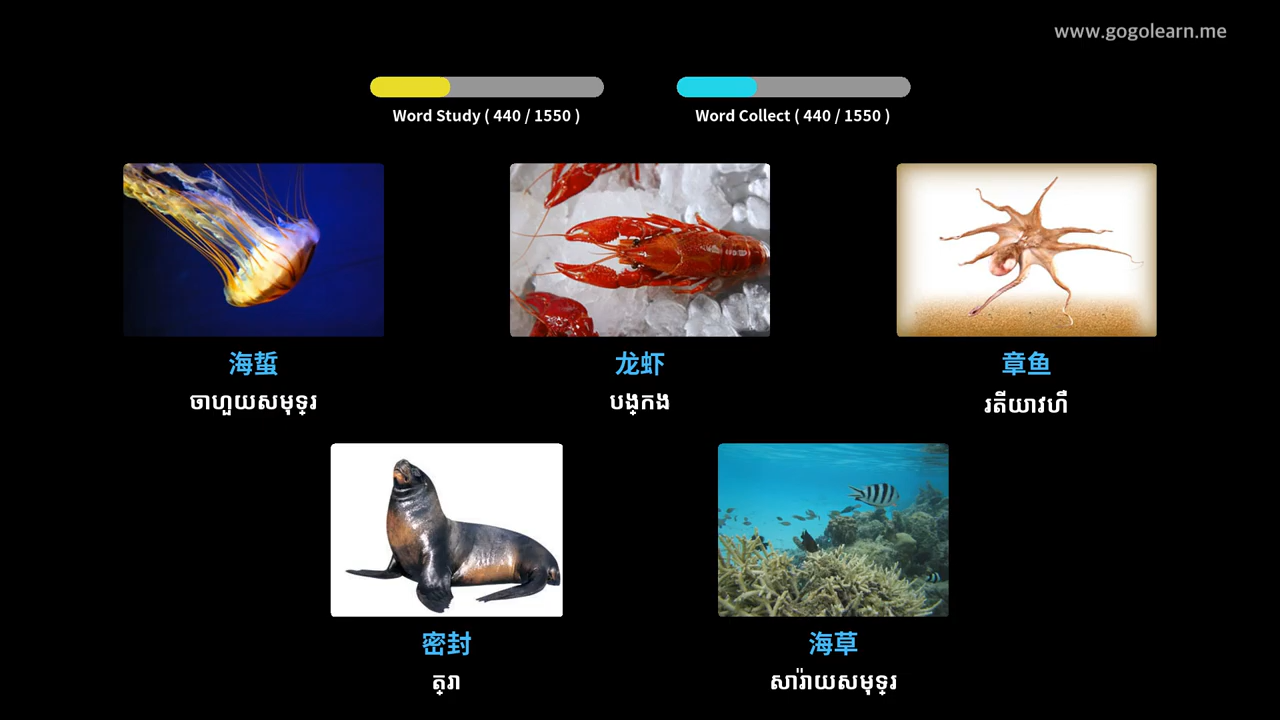 www.gogolearn.me
Word Study ( 440 / 1550 )
Word Collect ( 440 / 1550 )
海蜇
ចាហួយសមុទ្រ
龙虾
បង្កង
章鱼
រតីយាវហឺ
密封
ត្រា
海草
សារ៉ាយសមុទ្រ